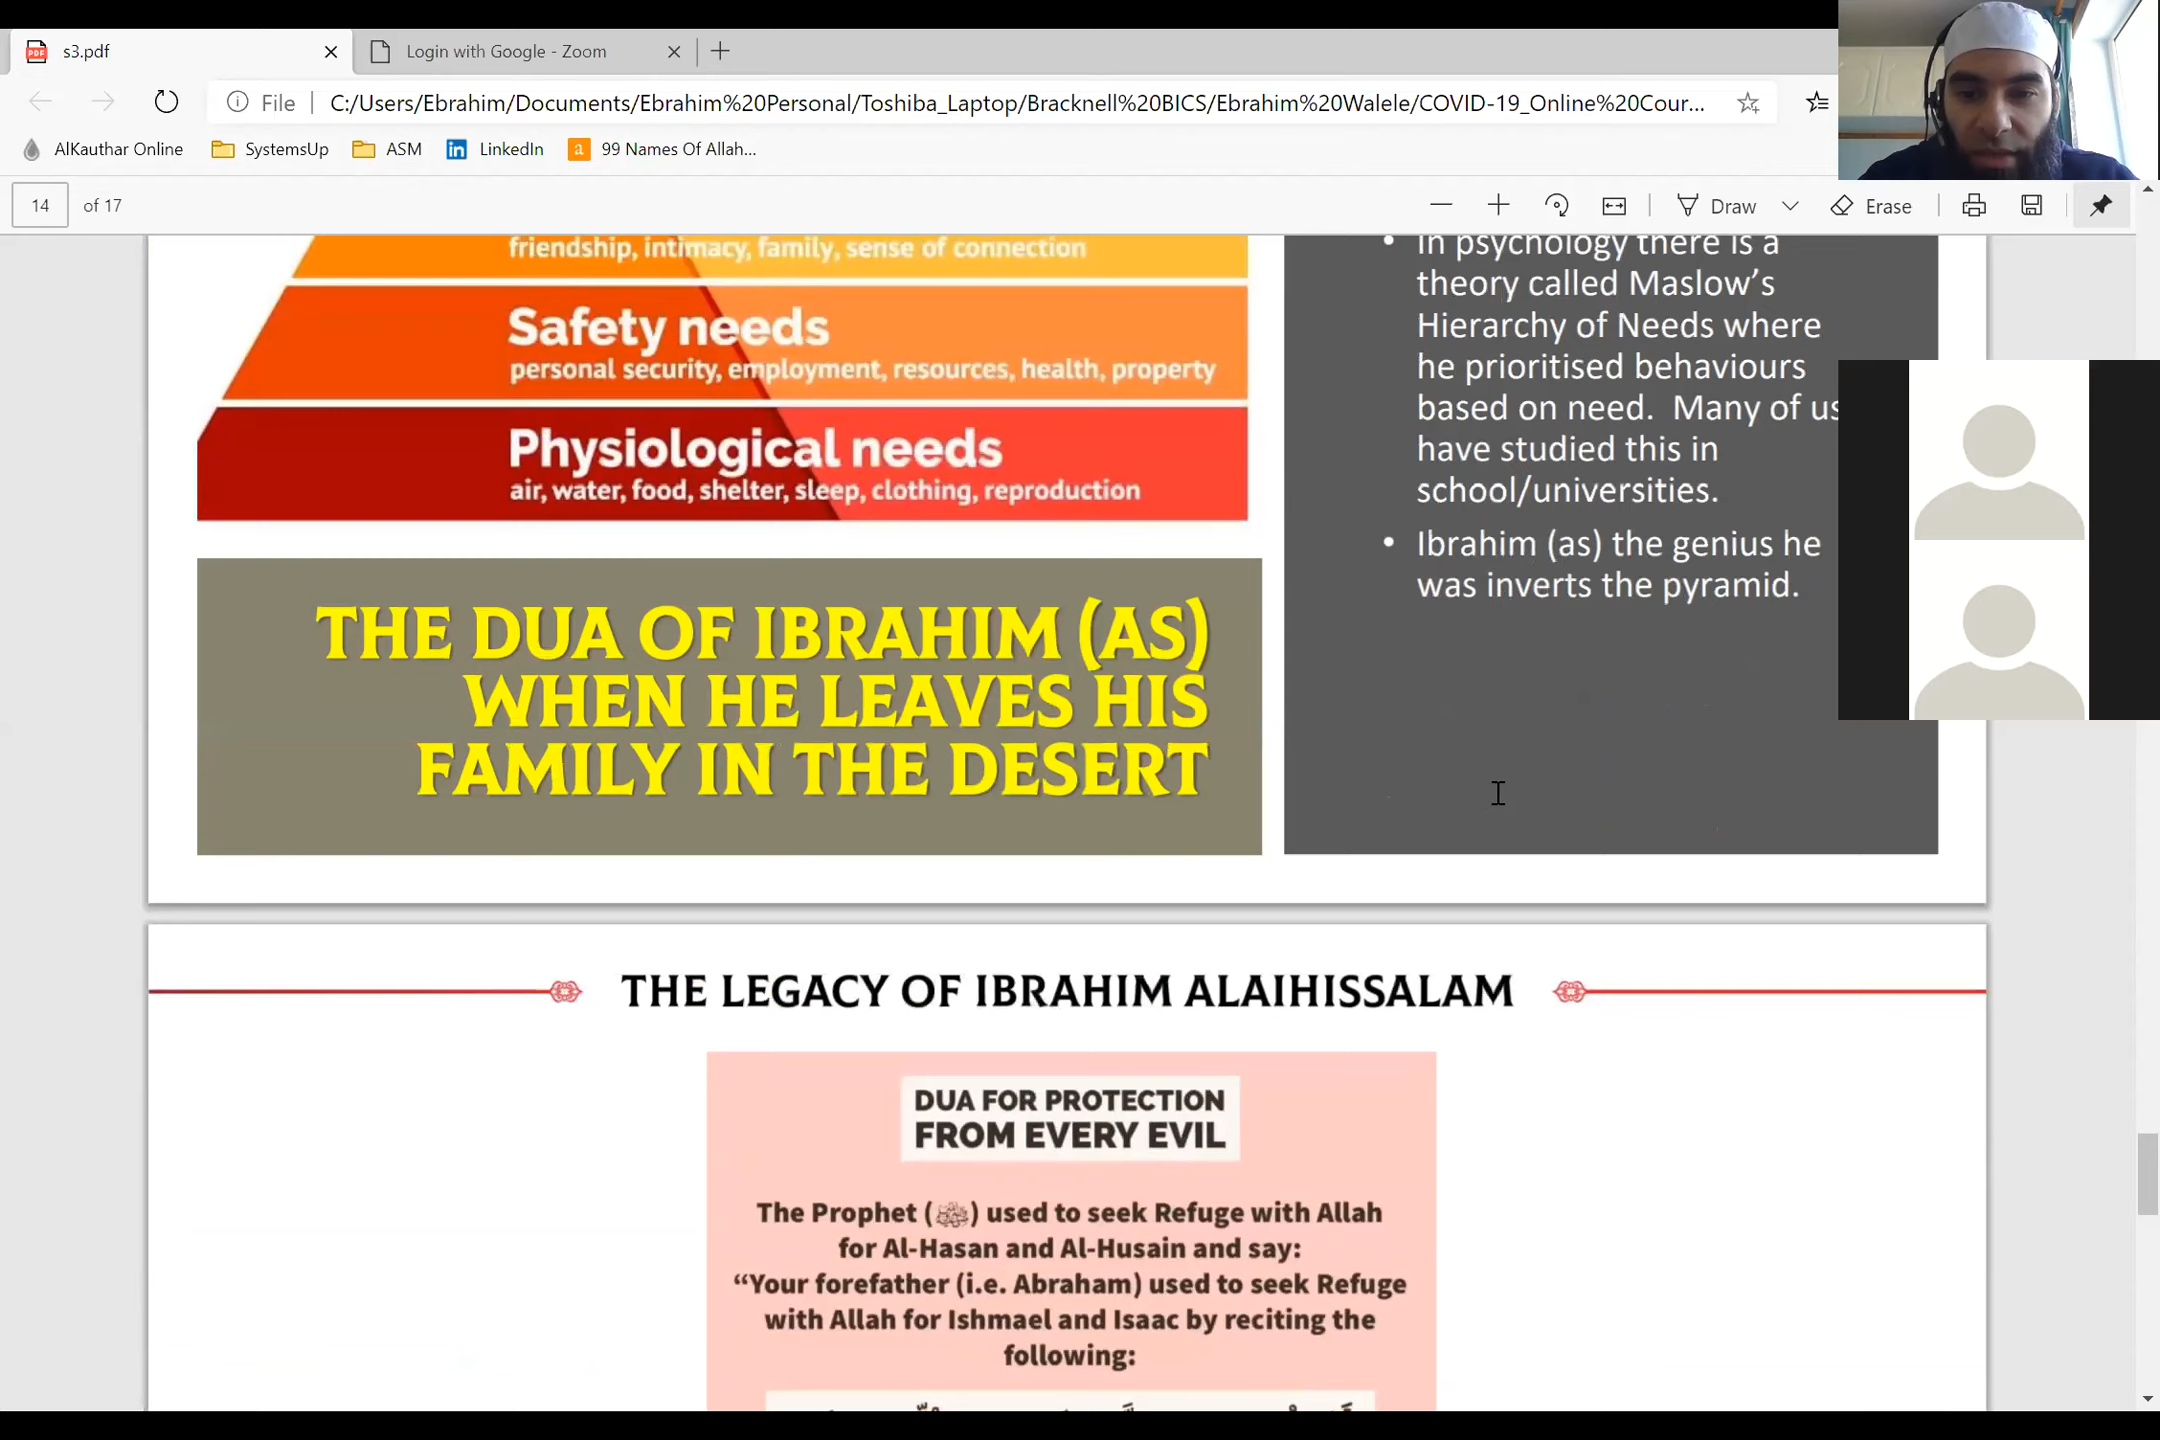 s3.pdf
Login with Google - Zoom
File
C:/Users/Ebrahim/Documents/Ebrahim%20Personal/Toshiba_Laptop/Bracknell%20BICS/Ebrahim%20Walele/COVID-19_Online%20Cour...
AlKauthar Online
SystemsUp
ASM
in
LinkedIn
a
99 Names Of Allah...
14
of 17
Draw
Erase
friendship, intimacy, family, sense of connection
Safety needs
personal security, employment, resources, health, property
Physiological needs
air, water, food, shelter, sleep, clothing, reproduction
THE DUA OF IBRAHIM (AS)
WHEN HE LEAVES HIS
FAMILY IN THE DESERT
• In psychology there is a
theory called Maslow's
Hierarchy of Needs where
he prioritised behaviours
based on need. Many of us
have studied this in
school/universities.
• Ibrahim (as) the genius he
was inverts the pyramid.
THE LEGACY OF IBRAHIM ALAIHISSALAM
DUA FOR PROTECTION
FROM EVERY EVIL
The Prophet (ﷺ) used to seek Refuge with Allah
for Al-Hasan and Al-Husain and say:
“Your forefather (i.e. Abraham) used to seek Refuge
with Allah for Ishmael and Isaac by reciting the
following: